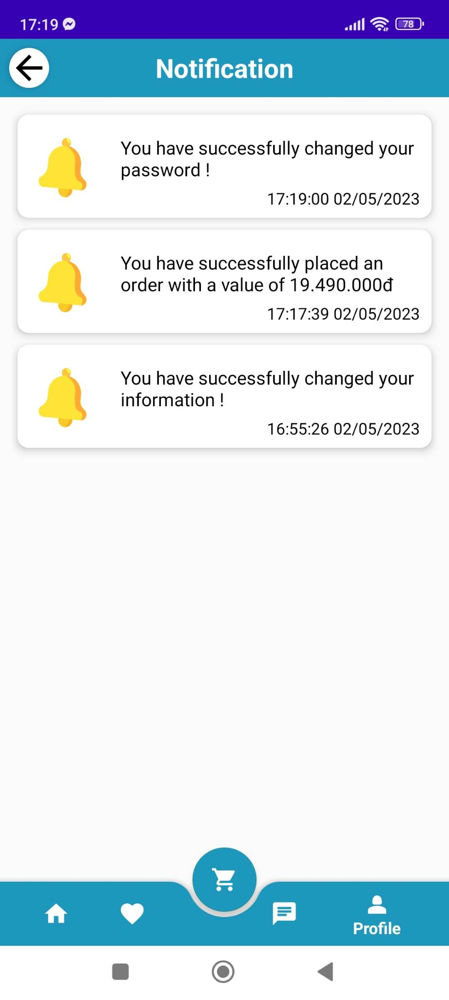 17:19
78
Notification
You have successfully changed your
password !
17:19:00 02/05/2023
You have successfully placed an
order with a value of 19.490.000đ
17:17:39 02/05/2023
You have successfully changed your
information !
16:55:26 02/05/2023
Profile